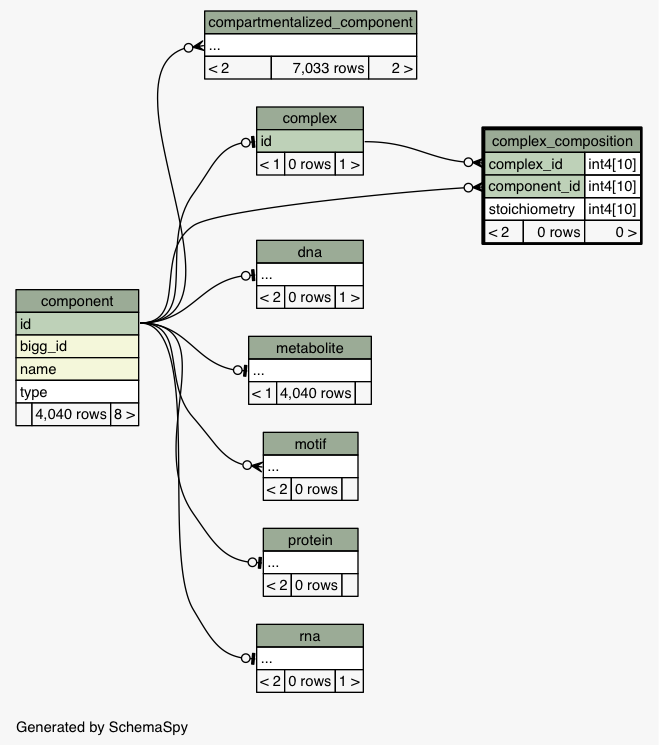 compartmentalized_component
...
< 2 7,033 rows 2 >
complex
id
< 1 0 rows 1 >
complex_composition
complex_id int4[10]
component_id int4[10]
stoichiometry int4[10]
< 2 0 rows 0 >
dna
...
< 2 0 rows 1 >
component
id
bigg_id
name
type
4,040 rows 8 >
metabolite
...
< 1 4,040 rows
motif
...
< 2 0 rows
protein
...
< 2 0 rows
rna
...
< 2 0 rows 1 >
Generated by SchemaSpy